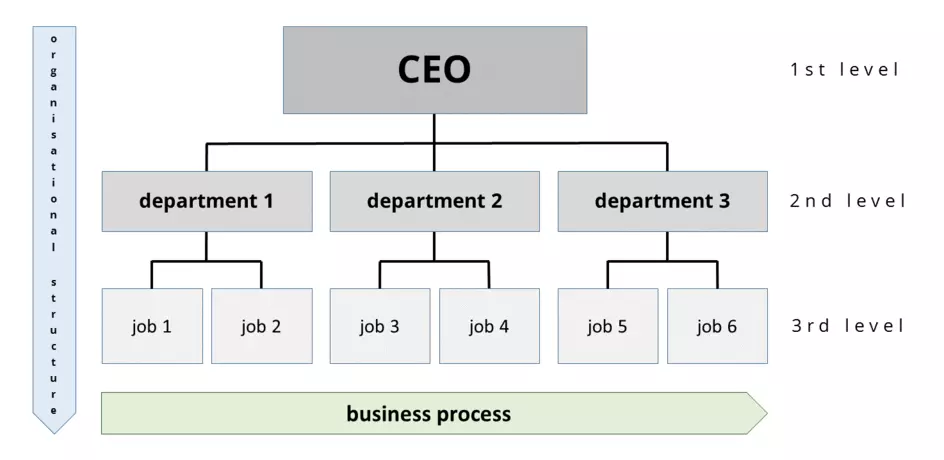 organisational structure
CEO
1st level
department 1
department 2
department 3
2nd level
job 1
job 2
job 3
job 4
job 5
job 6
3rd level
business process